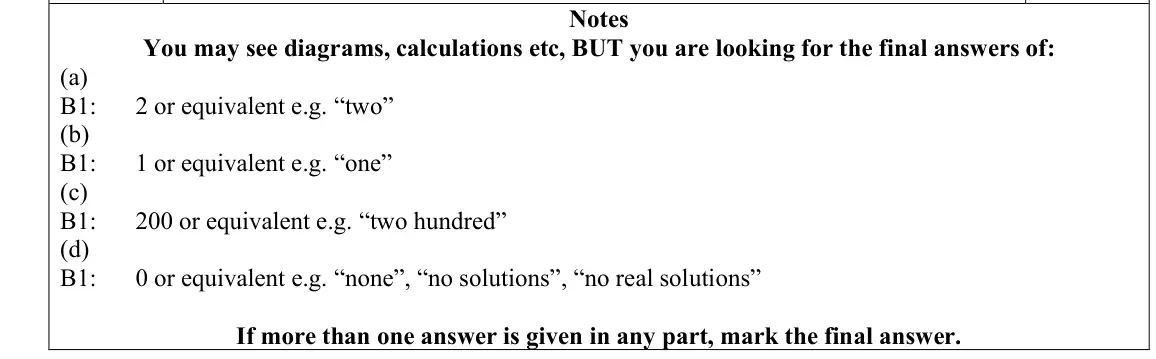 Notes
You may see diagrams, calculations etc, BUT you are looking for the final answers of:
(a)
B1: 2 or equivalent e.g. “two”
(b)
B1: 1 or equivalent e.g. “one”
(c)
B1: 200 or equivalent e.g. “two hundred”
(d)
B1: 0 or equivalent e.g. “none”, “no solutions”, “no real solutions”
If more than one answer is given in any part, mark the final answer.